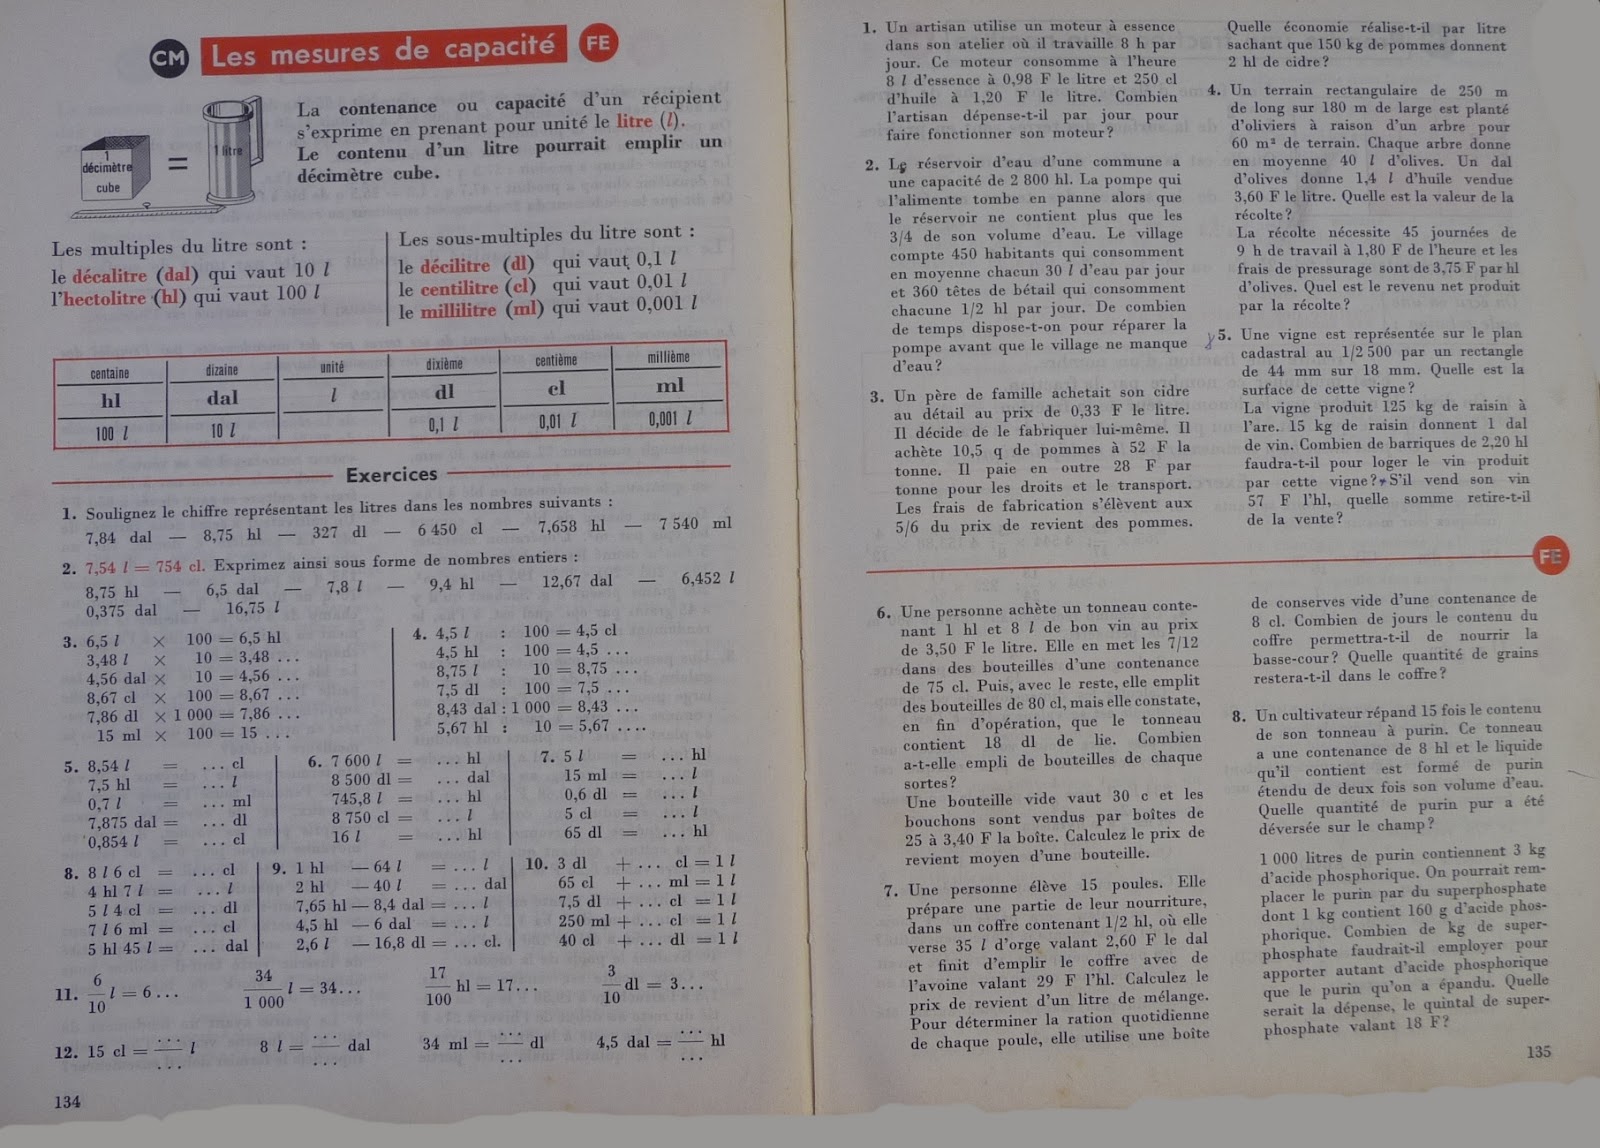 CM Les mesures de capacité FE
La contenance ou capacité d'un récipient
s'exprime en prenant pour unité le litre (l).
Le contenu d'un litre pourrait emplir un
décimètre cube.
1
décimètre
cube
=
1 litre
Les multiples du litre sont :
le décalitre (dal) qui vaut 10 l
l'hectolitre (hl) qui vaut 100 l
Les sous-multiples du litre sont :
le décilitre (dl) qui vaut 0,1 l
le centilitre (cl) qui vaut 0,01 l
le millilitre (ml) qui vaut 0,001 l
centaine dizaine unité dixième centième millième
hl dal l dl cl ml
100 l 10 l 0,1 l 0,01 l 0,001 l
Exercices
1. Soulignez le chiffre représentant les litres dans les nombres suivants :
7,84 dal — 8,75 hl — 327 dl — 6 450 cl — 7,658 hl — 7 540 ml
2. 7,54 l = 754 cl. Exprimez ainsi sous forme de nombres entiers :
8,75 hl — 6,5 dal — 7,8 l — 9,4 hl — 12,67 dal — 6,452 l
0,375 dal — 16,75 l
3. 6,5 l × 100 = 6,5 hl
3,48 l × 10 = 3,48 ...
4,56 dal × 10 = 4,56 ...
8,67 cl × 100 = 8,67 ...
7,86 dl × 1 000 = 7,86 ...
15 ml × 100 = 15 ...
4. 4,5 l : 100 = 4,5 cl
4,5 hl : 100 = 4,5 ...
8,75 l : 10 = 8,75 ...
7,5 dl : 100 = 7,5 ...
8,43 dal : 1 000 = 8,43 ...
5,67 hl : 10 = 5,67 ....
5. 8,54 l = ... cl
7,5 hl = ... l
0,7 l = ... ml
7,875 dal = ... dl
0,854 l = ... cl
6. 7 600 l = ... hl
8 500 dl = ... dal
745,8 l = ... hl
8 750 cl = ... l
16 l = ... hl
7. 5 l = ... hl
15 ml = ... l
0,6 dl = ... l
5 cl = ... l
65 dl = ... hl
8. 8 l 6 cl = ... cl
4 hl 7 l = ... l
5 l 4 cl = ... dl
7 l 6 ml = ... cl
5 hl 45 l = ... dal
9. 1 hl — 64 l = ... l
2 hl — 40 l = ... dal
7,65 hl — 8,4 dal = ... l
4,5 hl — 6 dal = ... l
2,6 l — 16,8 dl = ... cl.
10. 3 dl + ... cl = 1 l
65 cl + ... ml = 1 l
7,5 dl + ... cl = 1 l
250 ml + ... cl = 1 l
40 cl + ... dl = 1 l
11. 6/10 l = 6... 34/1 000 l = 34... 17/100 hl = 17... 3/10 dl = 3...
12. 15 cl = .../... l 8 l = .../... dal 34 ml = .../... dl 4,5 dal = .../... hl
134
1. Un artisan utilise un moteur à essence
dans son atelier où il travaille 8 h par
jour. Ce moteur consomme à l'heure
8 l d'essence à 0,98 F le litre et 250 cl
d'huile à 1,20 F le litre. Combien
l'artisan dépense-t-il par jour pour
faire fonctionner son moteur?
2. Le réservoir d'eau d'une commune a
une capacité de 2 800 hl. La pompe qui
l'alimente tombe en panne alors que
le réservoir ne contient plus que les
3/4 de son volume d'eau. Le village
compte 450 habitants qui consomment
en moyenne chacun 30 l d'eau par jour
et 360 têtes de bétail qui consomment
chacune 1/2 hl par jour. De combien
de temps dispose-t-on pour réparer la
pompe avant que le village ne manque
d'eau?
3. Un père de famille achetait son cidre
au détail au prix de 0,33 F le litre.
Il décide de le fabriquer lui-même. Il
achète 10,5 q de pommes à 52 F la
tonne. Il paie en outre 28 F par
tonne pour les droits et le transport.
Les frais de fabrication s'élèvent aux
5/6 du prix de revient des pommes.
Quelle économie réalise-t-il par litre
sachant que 150 kg de pommes donnent
2 hl de cidre?
4. Un terrain rectangulaire de 250 m
de long sur 180 m de large est planté
d'oliviers à raison d'un arbre pour
60 m² de terrain. Chaque arbre donne
en moyenne 40 l d'olives. Un dal
d'olives donne 1,4 l d'huile vendue
3,60 F le litre. Quelle est la valeur de la
récolte?
La récolte nécessite 45 journées de
9 h de travail à 1,80 F de l'heure et les
frais de pressurage sont de 3,75 F par hl
d'olives. Quel est le revenu net produit
par la récolte?
5. Une vigne est représentée sur le plan
cadastral au 1/2 500 par un rectangle
de 44 mm sur 18 mm. Quelle est la
surface de cette vigne?
La vigne produit 125 kg de raisin à
l'are. 15 kg de raisin donnent 1 dal
de vin. Combien de barriques de 2,20 hl
faudra-t-il pour loger le vin produit
par cette vigne? S'il vend son vin
57 F l'hl, quelle somme retire-t-il
de la vente?
FE
6. Une personne achète un tonneau conte-
nant 1 hl et 8 l de bon vin au prix
de 3,50 F le litre. Elle en met les 7/12
dans des bouteilles d'une contenance
de 75 cl. Puis, avec le reste, elle emplit
des bouteilles de 80 cl, mais elle constate,
en fin d'opération, que le tonneau
contient 18 dl de lie. Combien
a-t-elle empli de bouteilles de chaque
sortes?
Une bouteille vide vaut 30 c et les
bouchons sont vendus par boîtes de
25 à 3,40 F la boîte. Calculez le prix de
revient moyen d'une bouteille.
7. Une personne élève 15 poules. Elle
prépare une partie de leur nourriture,
dans un coffre contenant 1/2 hl, où elle
verse 35 l d'orge valant 2,60 F le dal
et finit d'emplir le coffre avec de
l'avoine valant 29 F l'hl. Calculez le
prix de revient d'un litre de mélange.
Pour déterminer la ration quotidienne
de chaque poule, elle utilise une boîte
de conserves vide d'une contenance de
8 cl. Combien de jours le contenu du
coffre permettra-t-il de nourrir la
basse-cour? Quelle quantité de grains
restera-t-il dans le coffre?
8. Un cultivateur répand 15 fois le contenu
de son tonneau à purin. Ce tonneau
a une contenance de 8 hl et le liquide
qu'il contient est formé de purin
étendu de deux fois son volume d'eau.
Quelle quantité de purin pur a été
déversée sur le champ?
1 000 litres de purin contiennent 3 kg
d'acide phosphorique. On pourrait rem-
placer le purin par du superphosphate
dont 1 kg contient 160 g d'acide phos-
phorique. Combien de kg de super-
phosphate faudrait-il employer pour
apporter autant d'acide phosphorique
que le purin qu'on a épandu. Quelle
serait la dépense, le quintal de super-
phosphate valant 18 F?
135